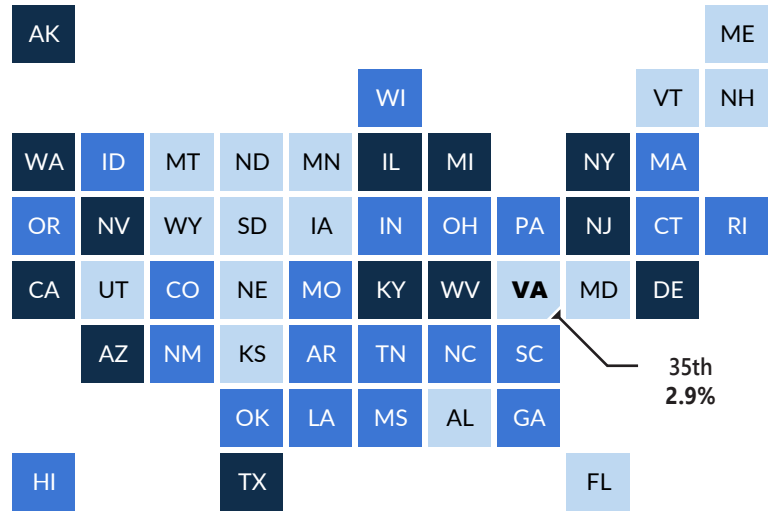 AK ME
WI VT NH
WA ID MT ND MN IL MI NY MA
OR NV WY SD IA IN OH PA NJ CT RI
CA UT CO NE MO KY WV VA MD DE
AZ NM KS AR TN NC SC
35th
2.9%
OK LA MS AL GA
HI TX FL